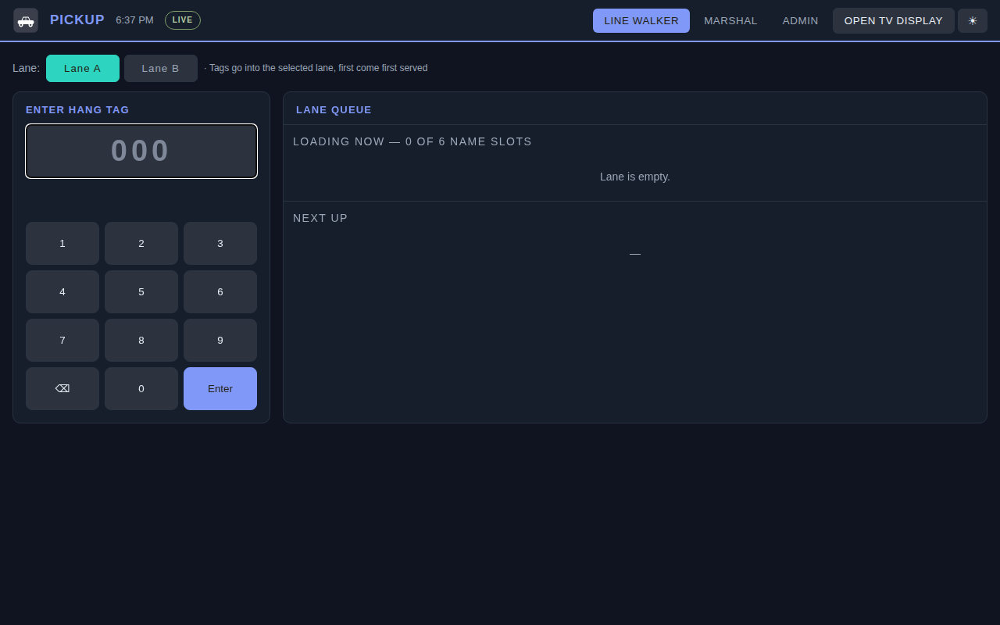 PICKUP 6:37 PM LIVE LINE WALKER MARSHAL ADMIN OPEN TV DISPLAY ☀
Lane: Lane A Lane B · Tags go into the selected lane, first come first served
ENTER HANG TAG
000
1 2 3
4 5 6
7 8 9
⌫ 0 Enter
LANE QUEUE
LOADING NOW — 0 OF 6 NAME SLOTS
Lane is empty.
NEXT UP
—